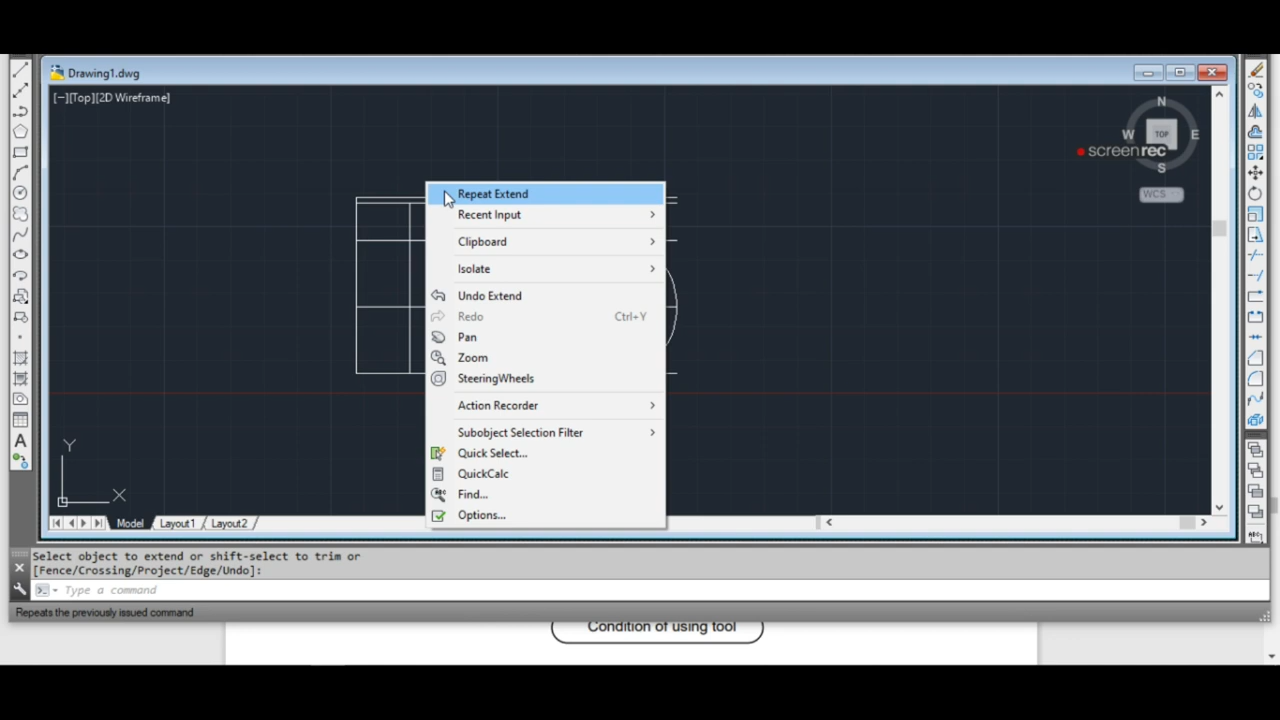 Drawing1.dwg
[−][Top][2D Wireframe]
N
W TOP E
screenrec
S
WCS
Repeat Extend
Recent Input
Clipboard
Isolate
Undo Extend
Redo Ctrl+Y
Pan
Zoom
SteeringWheels
Action Recorder
Subobject Selection Filter
Quick Select...
QuickCalc
Find...
Options...
A
Y
X
Model Layout1 Layout2
Select object to extend or shift-select to trim or
[Fence/Crossing/Project/Edge/Undo]:
Type a command
Repeats the previously issued command
Condition of using tool